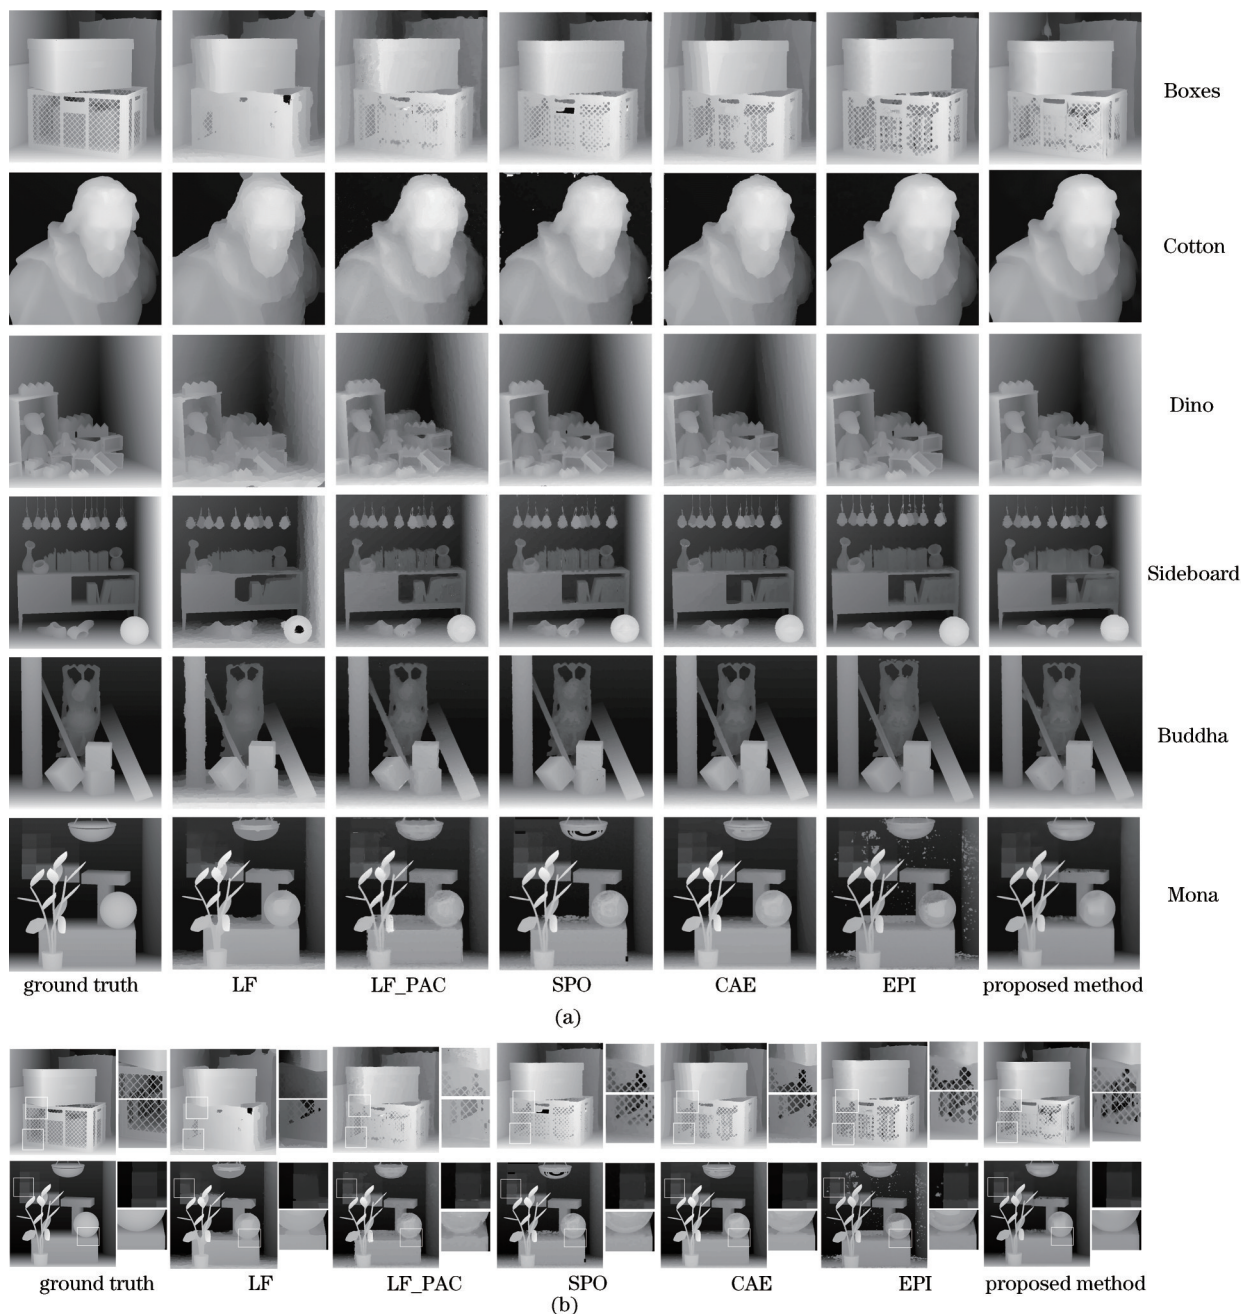 Boxes
Cotton
Dino
Sideboard
Buddha
Mona
ground truth LF LF_PAC SPO CAE EPI proposed method
(a)
ground truth LF LF_PAC SPO CAE EPI proposed method
(b)